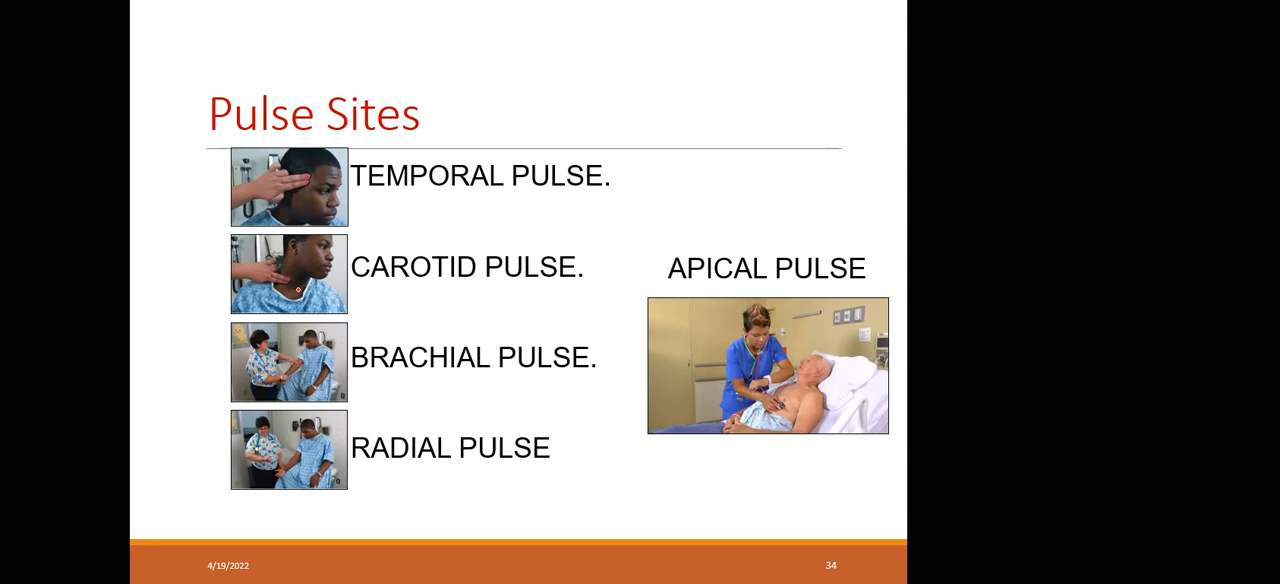 Pulse Sites
TEMPORAL PULSE.
CAROTID PULSE.
APICAL PULSE
BRACHIAL PULSE.
RADIAL PULSE
4/19/2022
34